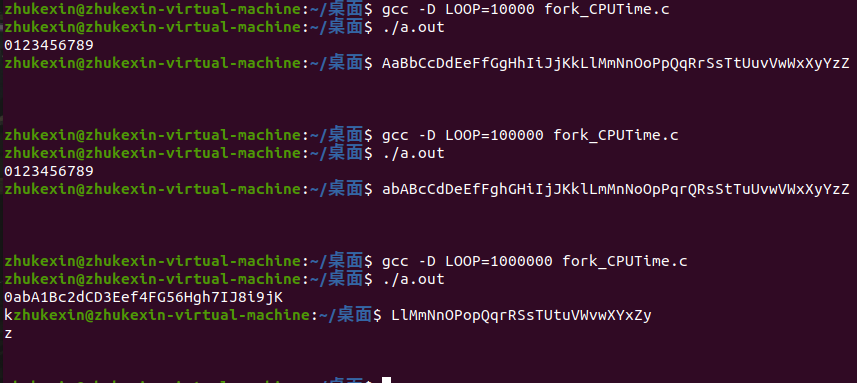 zhukexin@zhukexin-virtual-machine:~/桌面$ gcc -D LOOP=10000 fork_CPUTime.c
zhukexin@zhukexin-virtual-machine:~/桌面$ ./a.out
0123456789
zhukexin@zhukexin-virtual-machine:~/桌面$ AaBbCcDdEeFfGgHhIiJjKkLlMmNnOoPpQqRrSsTtUuvVwWxXyYzZ
zhukexin@zhukexin-virtual-machine:~/桌面$ gcc -D LOOP=100000 fork_CPUTime.c
zhukexin@zhukexin-virtual-machine:~/桌面$ ./a.out
0123456789
zhukexin@zhukexin-virtual-machine:~/桌面$ abABcCdDeEfFghGHiIjJKklLmMnNoOpPqrQRsStTuUvwVWxXyYzZ
zhukexin@zhukexin-virtual-machine:~/桌面$ gcc -D LOOP=1000000 fork_CPUTime.c
zhukexin@zhukexin-virtual-machine:~/桌面$ ./a.out
0abA1Bc2dCD3Eef4FG56Hgh7IJ8i9jK
kzhukexin@zhukexin-virtual-machine:~/桌面$ LlMmNnOPopQqrRSsTUtuVWvwXYxZy
z